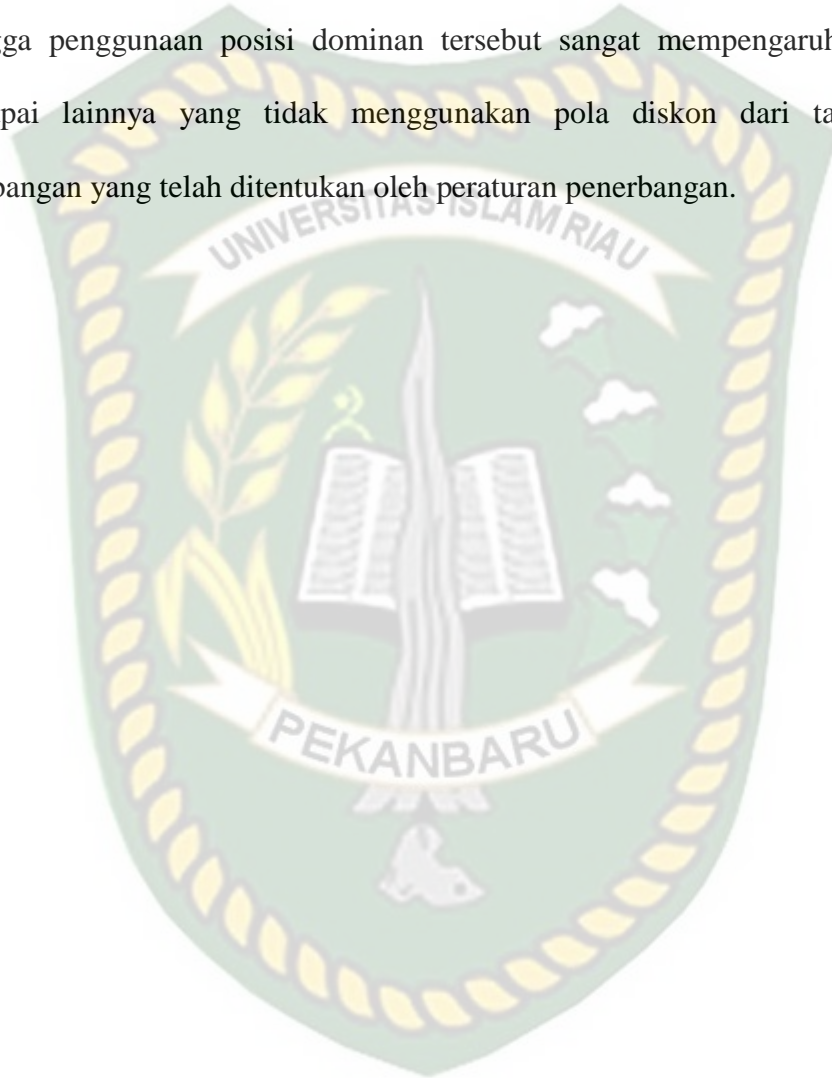 gga penggunaan posisi dominan tersebut sangat mempengaruh
pai lainnya yang tidak menggunakan pola diskon dari ta
bangan yang telah ditentukan oleh peraturan penerbangan.
UNIVERSITAS ISLAM RIAU
PEKANBARU